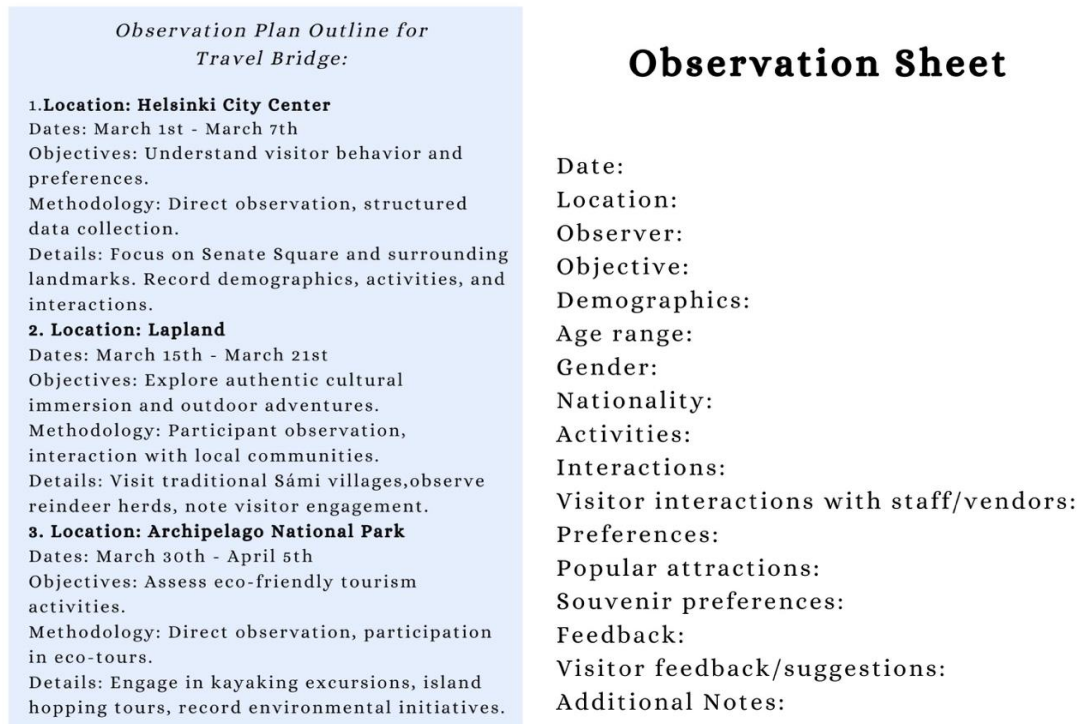 Observation Plan Outline for
Travel Bridge:
1.Location: Helsinki City Center
Dates: March 1st - March 7th
Objectives: Understand visitor behavior and
preferences.
Methodology: Direct observation, structured
data collection.
Details: Focus on Senate Square and surrounding
landmarks. Record demographics, activities, and
interactions.
2. Location: Lapland
Dates: March 15th - March 21st
Objectives: Explore authentic cultural
immersion and outdoor adventures.
Methodology: Participant observation,
interaction with local communities.
Details: Visit traditional Sámi villages,observe
reindeer herds, note visitor engagement.
3. Location: Archipelago National Park
Dates: March 30th - April 5th
Objectives: Assess eco-friendly tourism
activities.
Methodology: Direct observation, participation
in eco-tours.
Details: Engage in kayaking excursions, island
hopping tours, record environmental initiatives.
Observation Sheet
Date:
Location:
Observer:
Objective:
Demographics:
Age range:
Gender:
Nationality:
Activities:
Interactions:
Visitor interactions with staff/vendors:
Preferences:
Popular attractions:
Souvenir preferences:
Feedback:
Visitor feedback/suggestions:
Additional Notes: